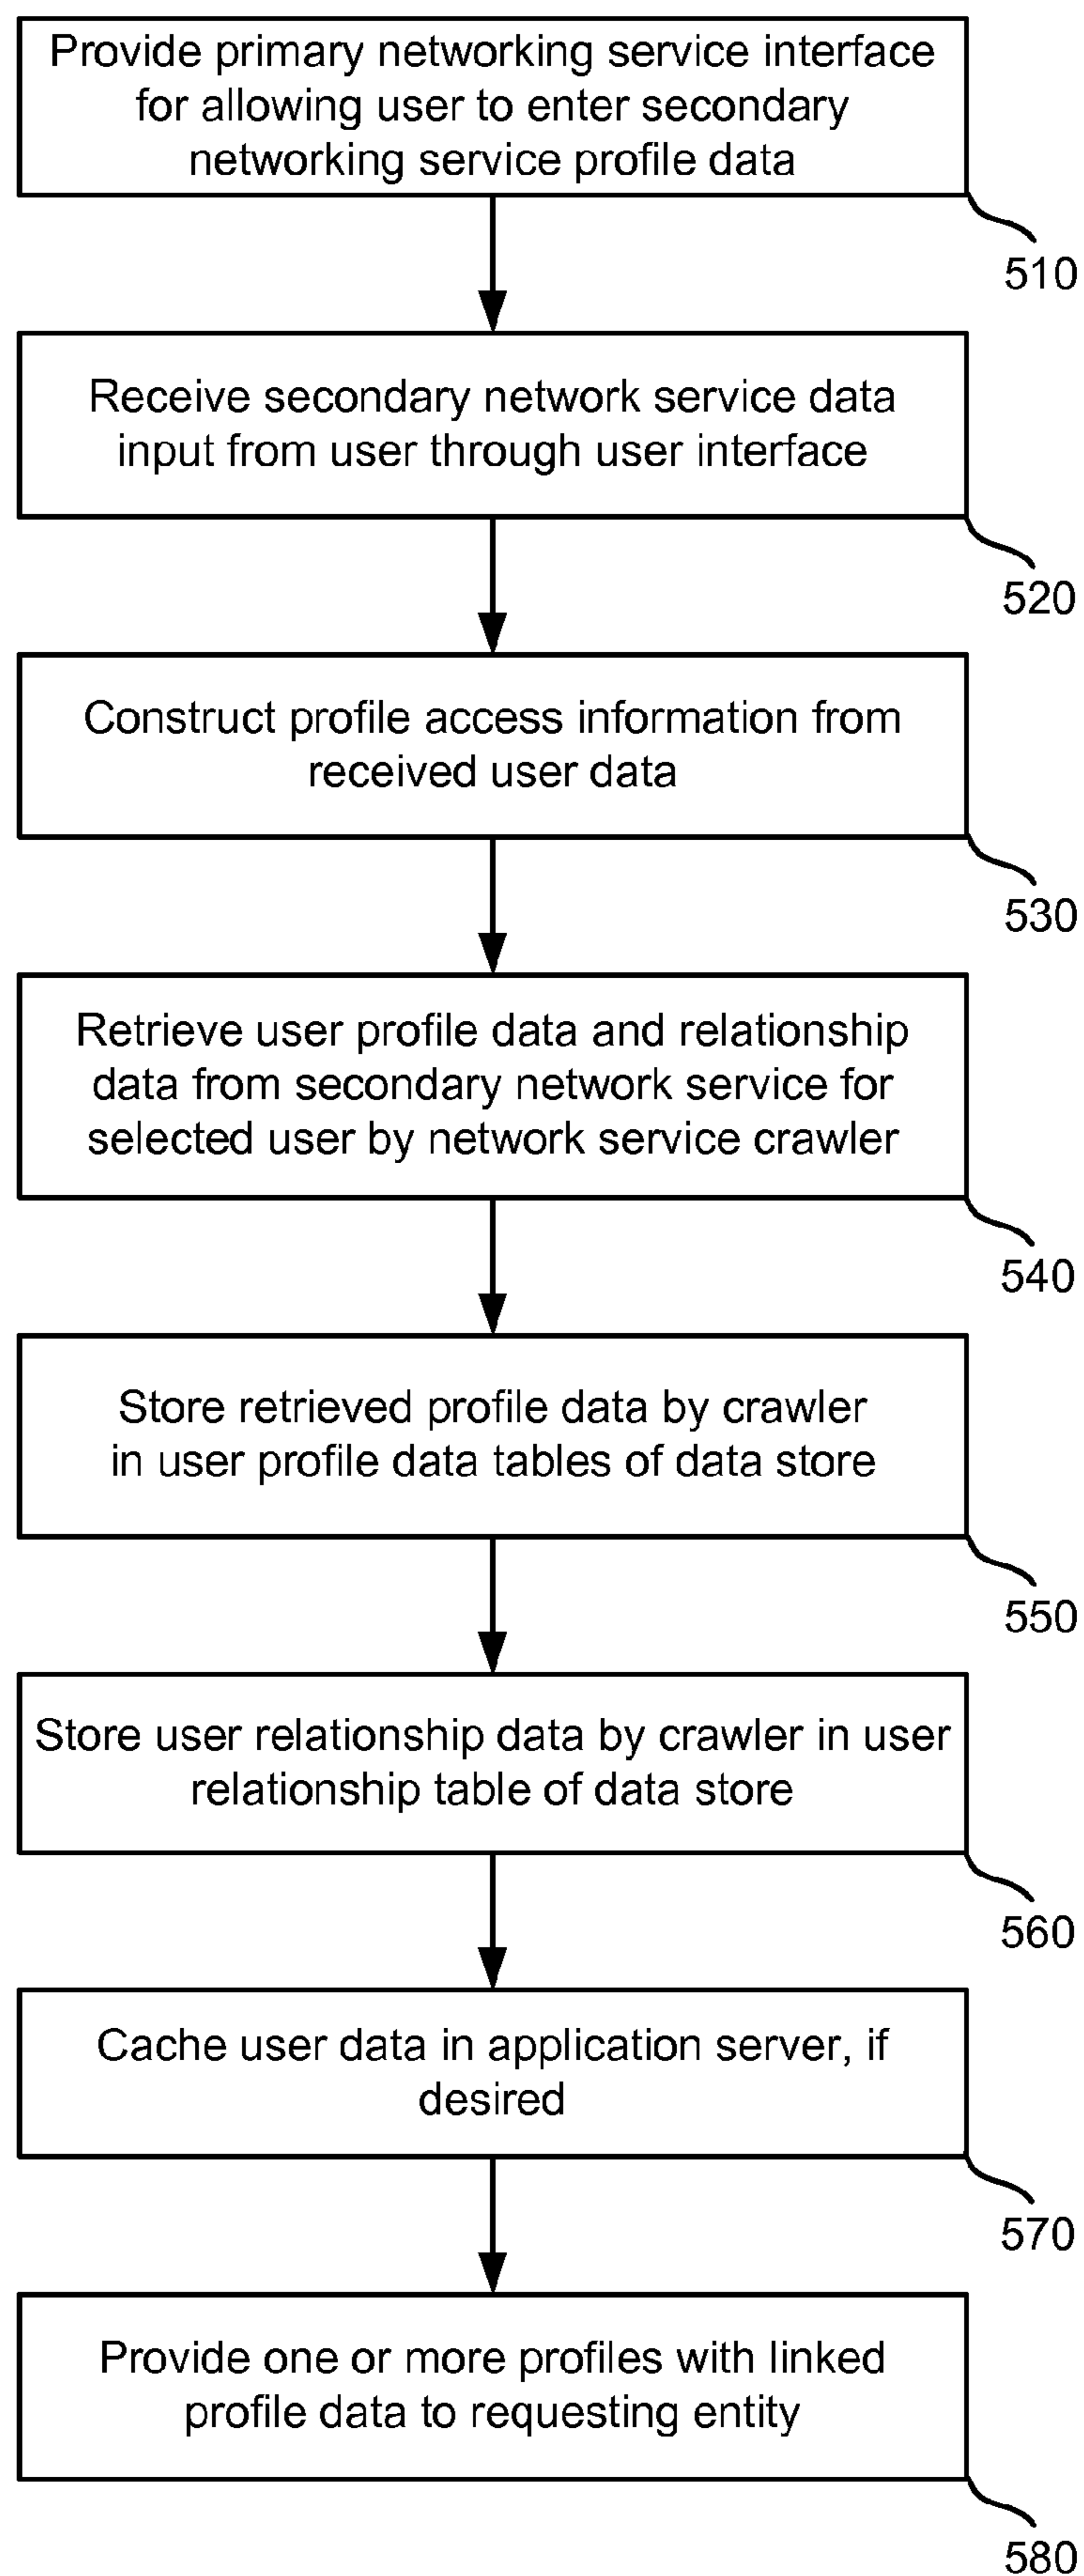 Provide primary networking service interface
for allowing user to enter secondary
networking service profile data
510
Receive secondary network service data
input from user through user interface
520
Construct profile access information from
received user data
530
Retrieve user profile data and relationship
data from secondary network service for
selected user by network service crawler
540
Store retrieved profile data by crawler
in user profile data tables of data store
550
Store user relationship data by crawler in user
relationship table of data store
560
Cache user data in application server, if
desired
570
Provide one or more profiles with linked
profile data to requesting entity
580